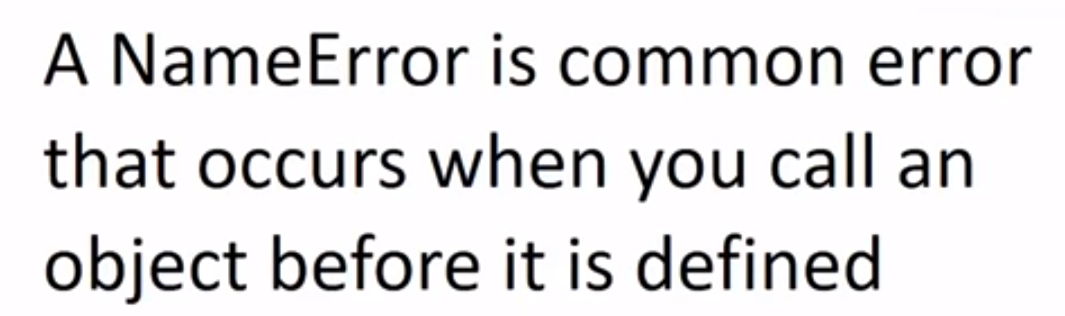 A NameError is common error
that occurs when you call an
object before it is defined